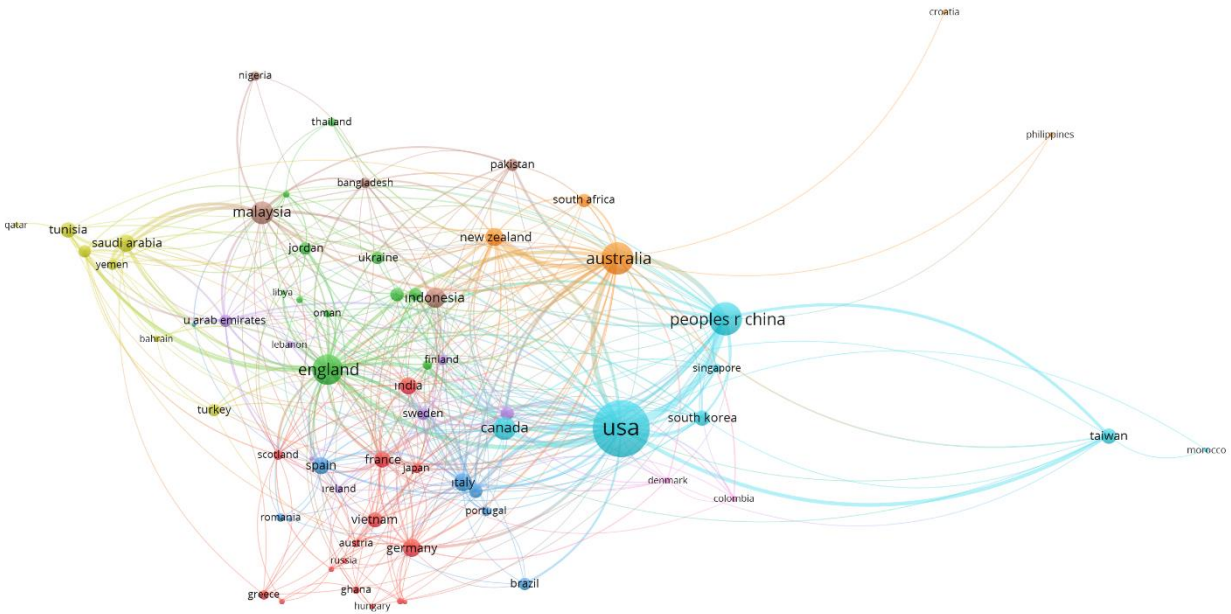 croatia
nigeria
thailand
philippines
pakistan
bangladesh
south africa
malaysia
qatar
tunisia
saudi arabia
new zealand
jordan
ukraine
australia
yemen
libya
indonesia
oman
u arab emirates
peoples r china
bahrain
lebanon
finland
england
singapore
india
turkey
sweden
south korea
canada
usa
taiwan
morocco
scotland
france
spain
japan
italy
denmark
ireland
colombia
romania
vietnam
portugal
austria
germany
russia
greece
ghana
brazil
hungary